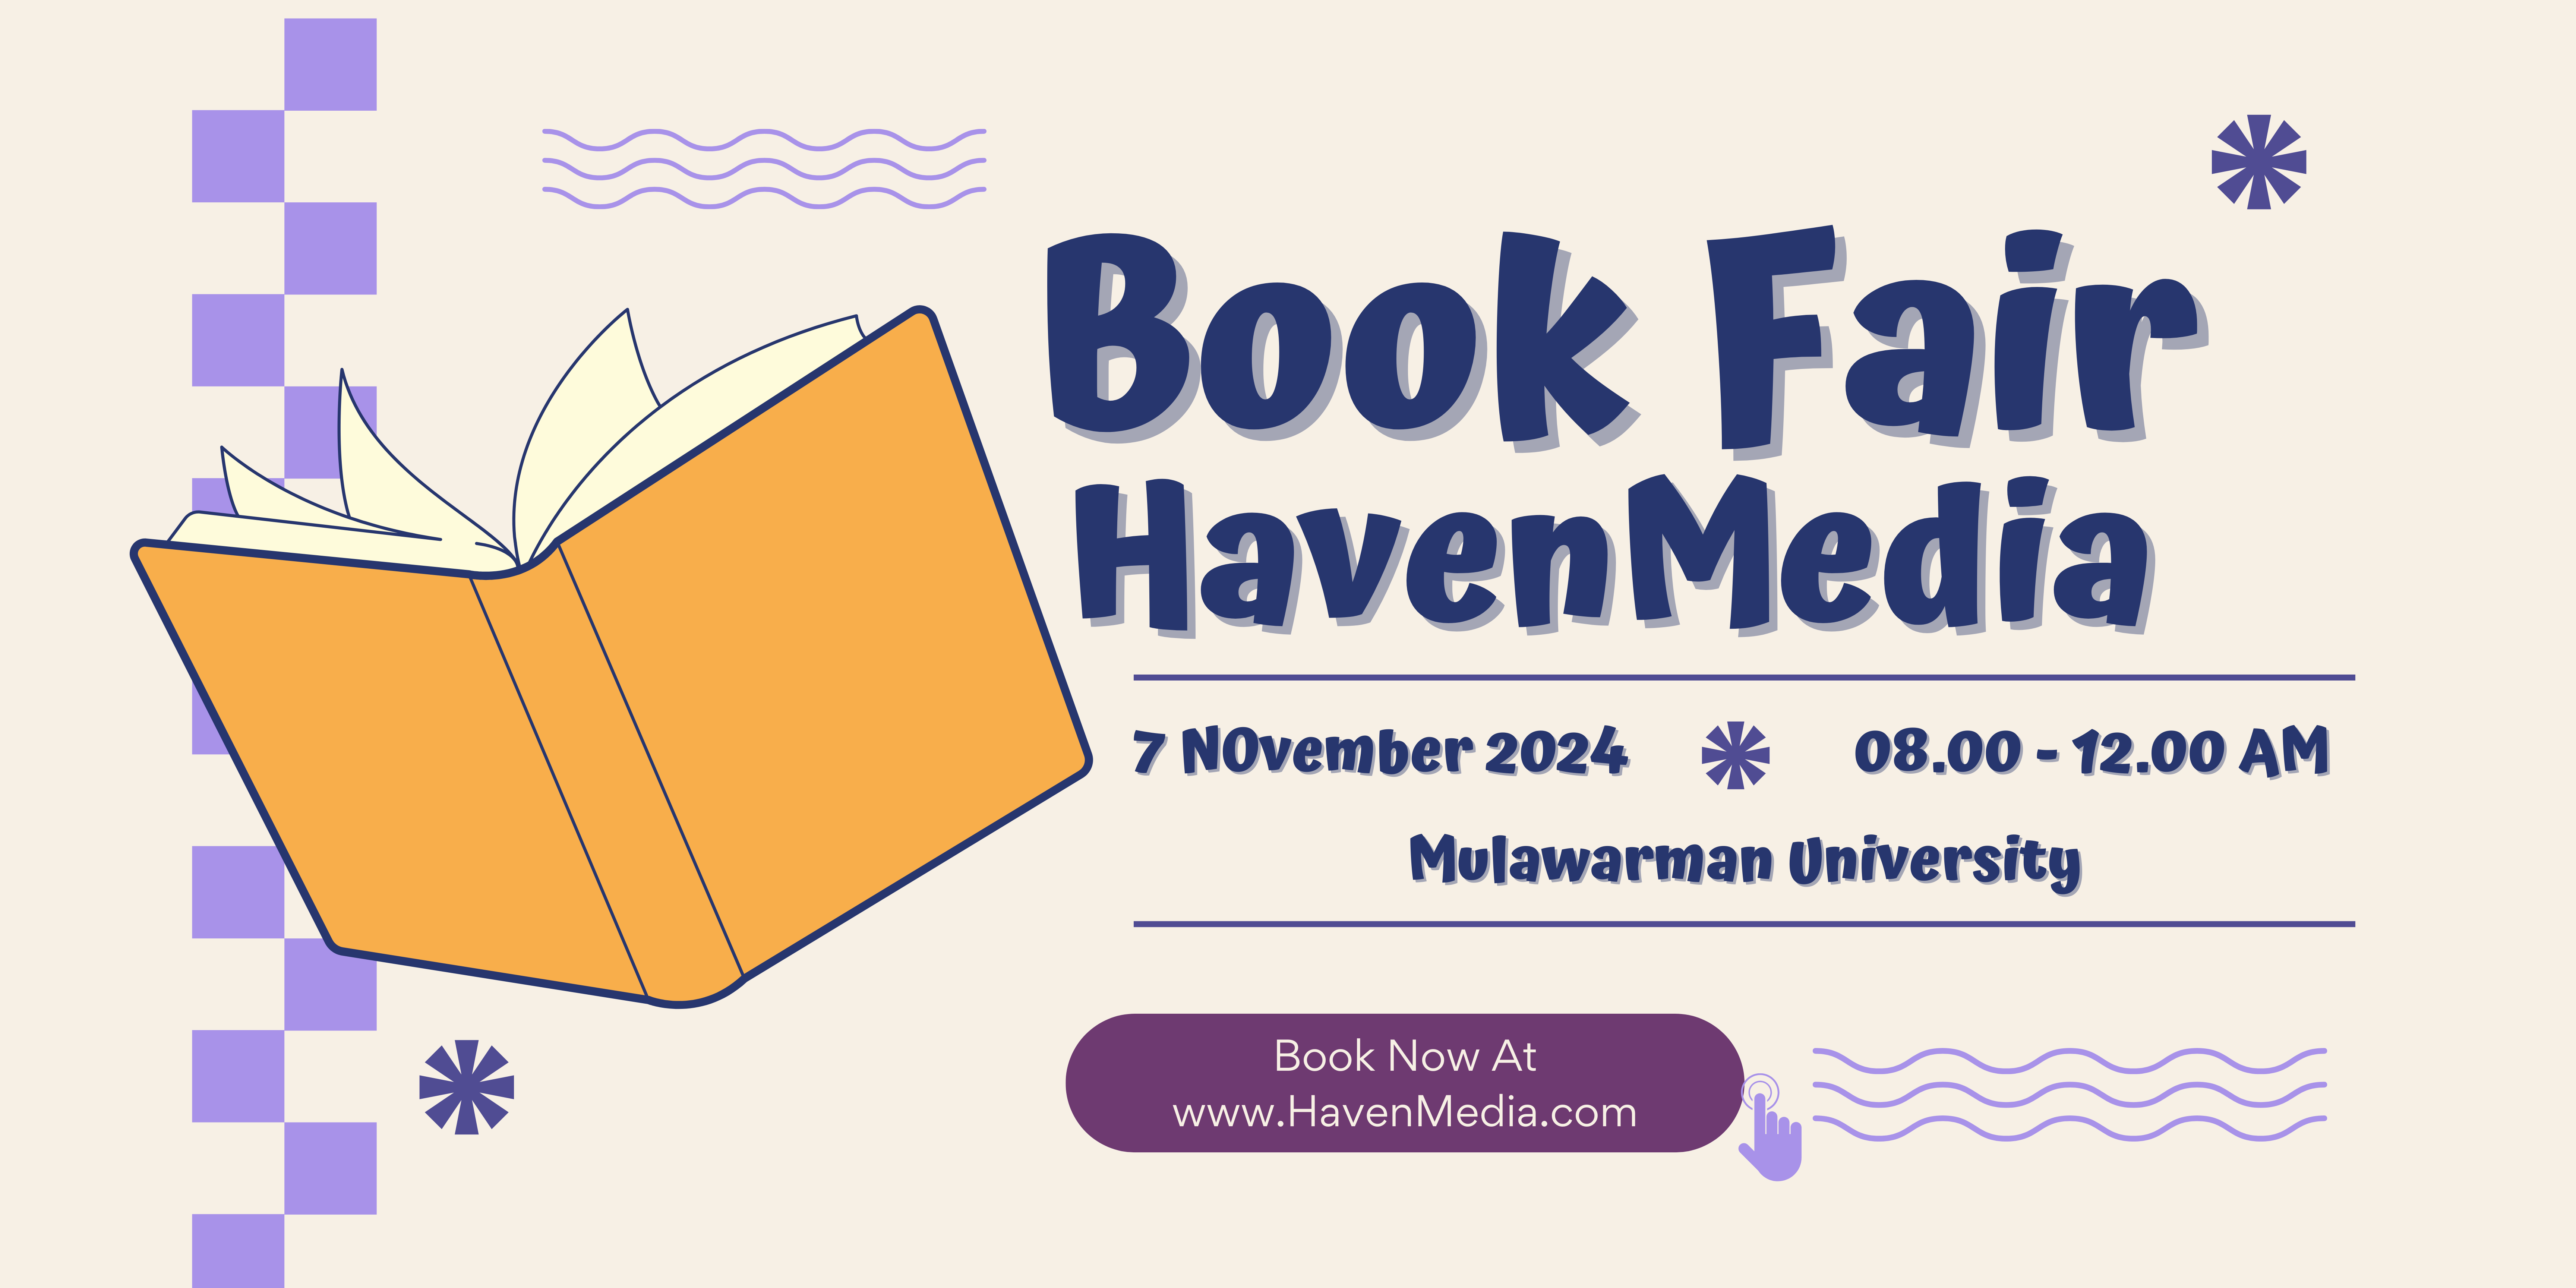 Book Fair
HavenMedia
7 NOvember 2024
08.00 - 12.00 AM
Mulawarman University
Book Now At
www.HavenMedia.com